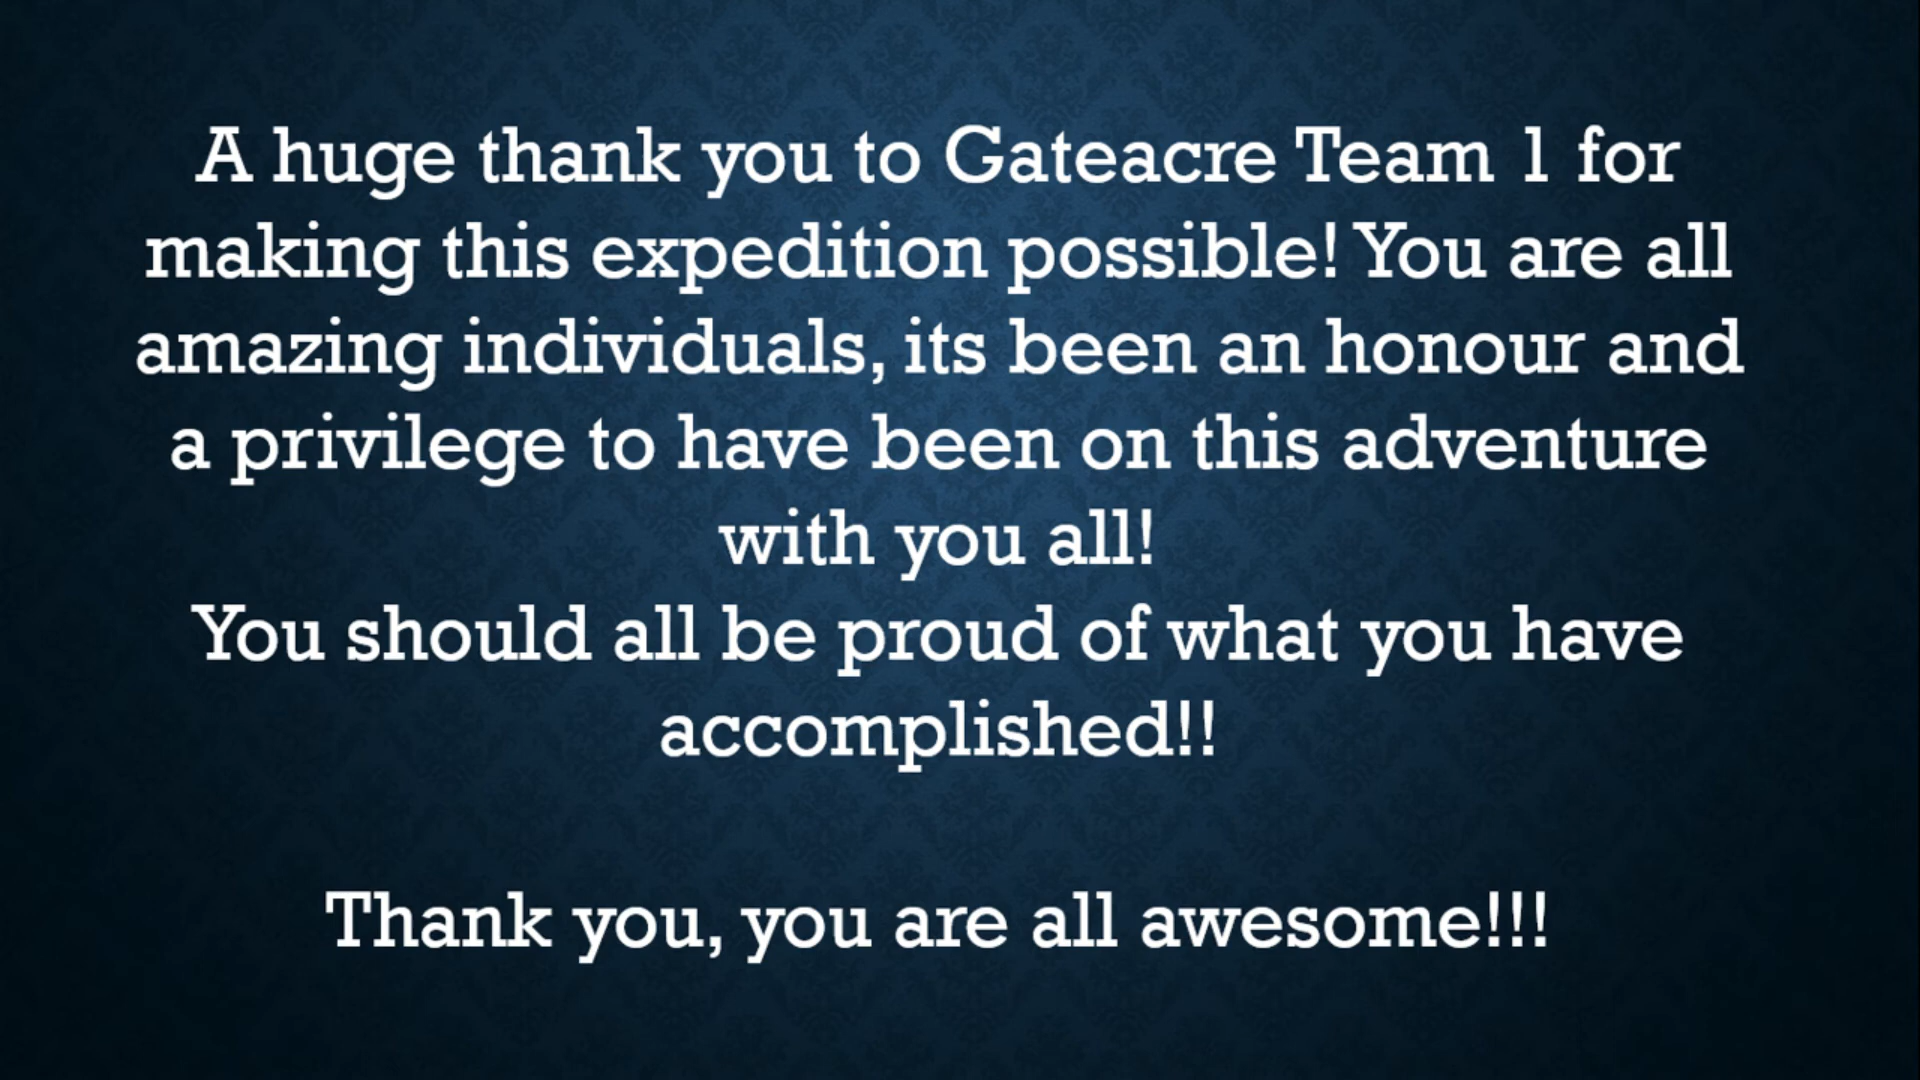 A huge thank you to Gateacre Team 1 for
making this expedition possible! You are all
amazing individuals, its been an honour and
a privilege to have been on this adventure
with you all!
You should all be proud of what you have
accomplished!!
Thank you, you are all awesome!!!